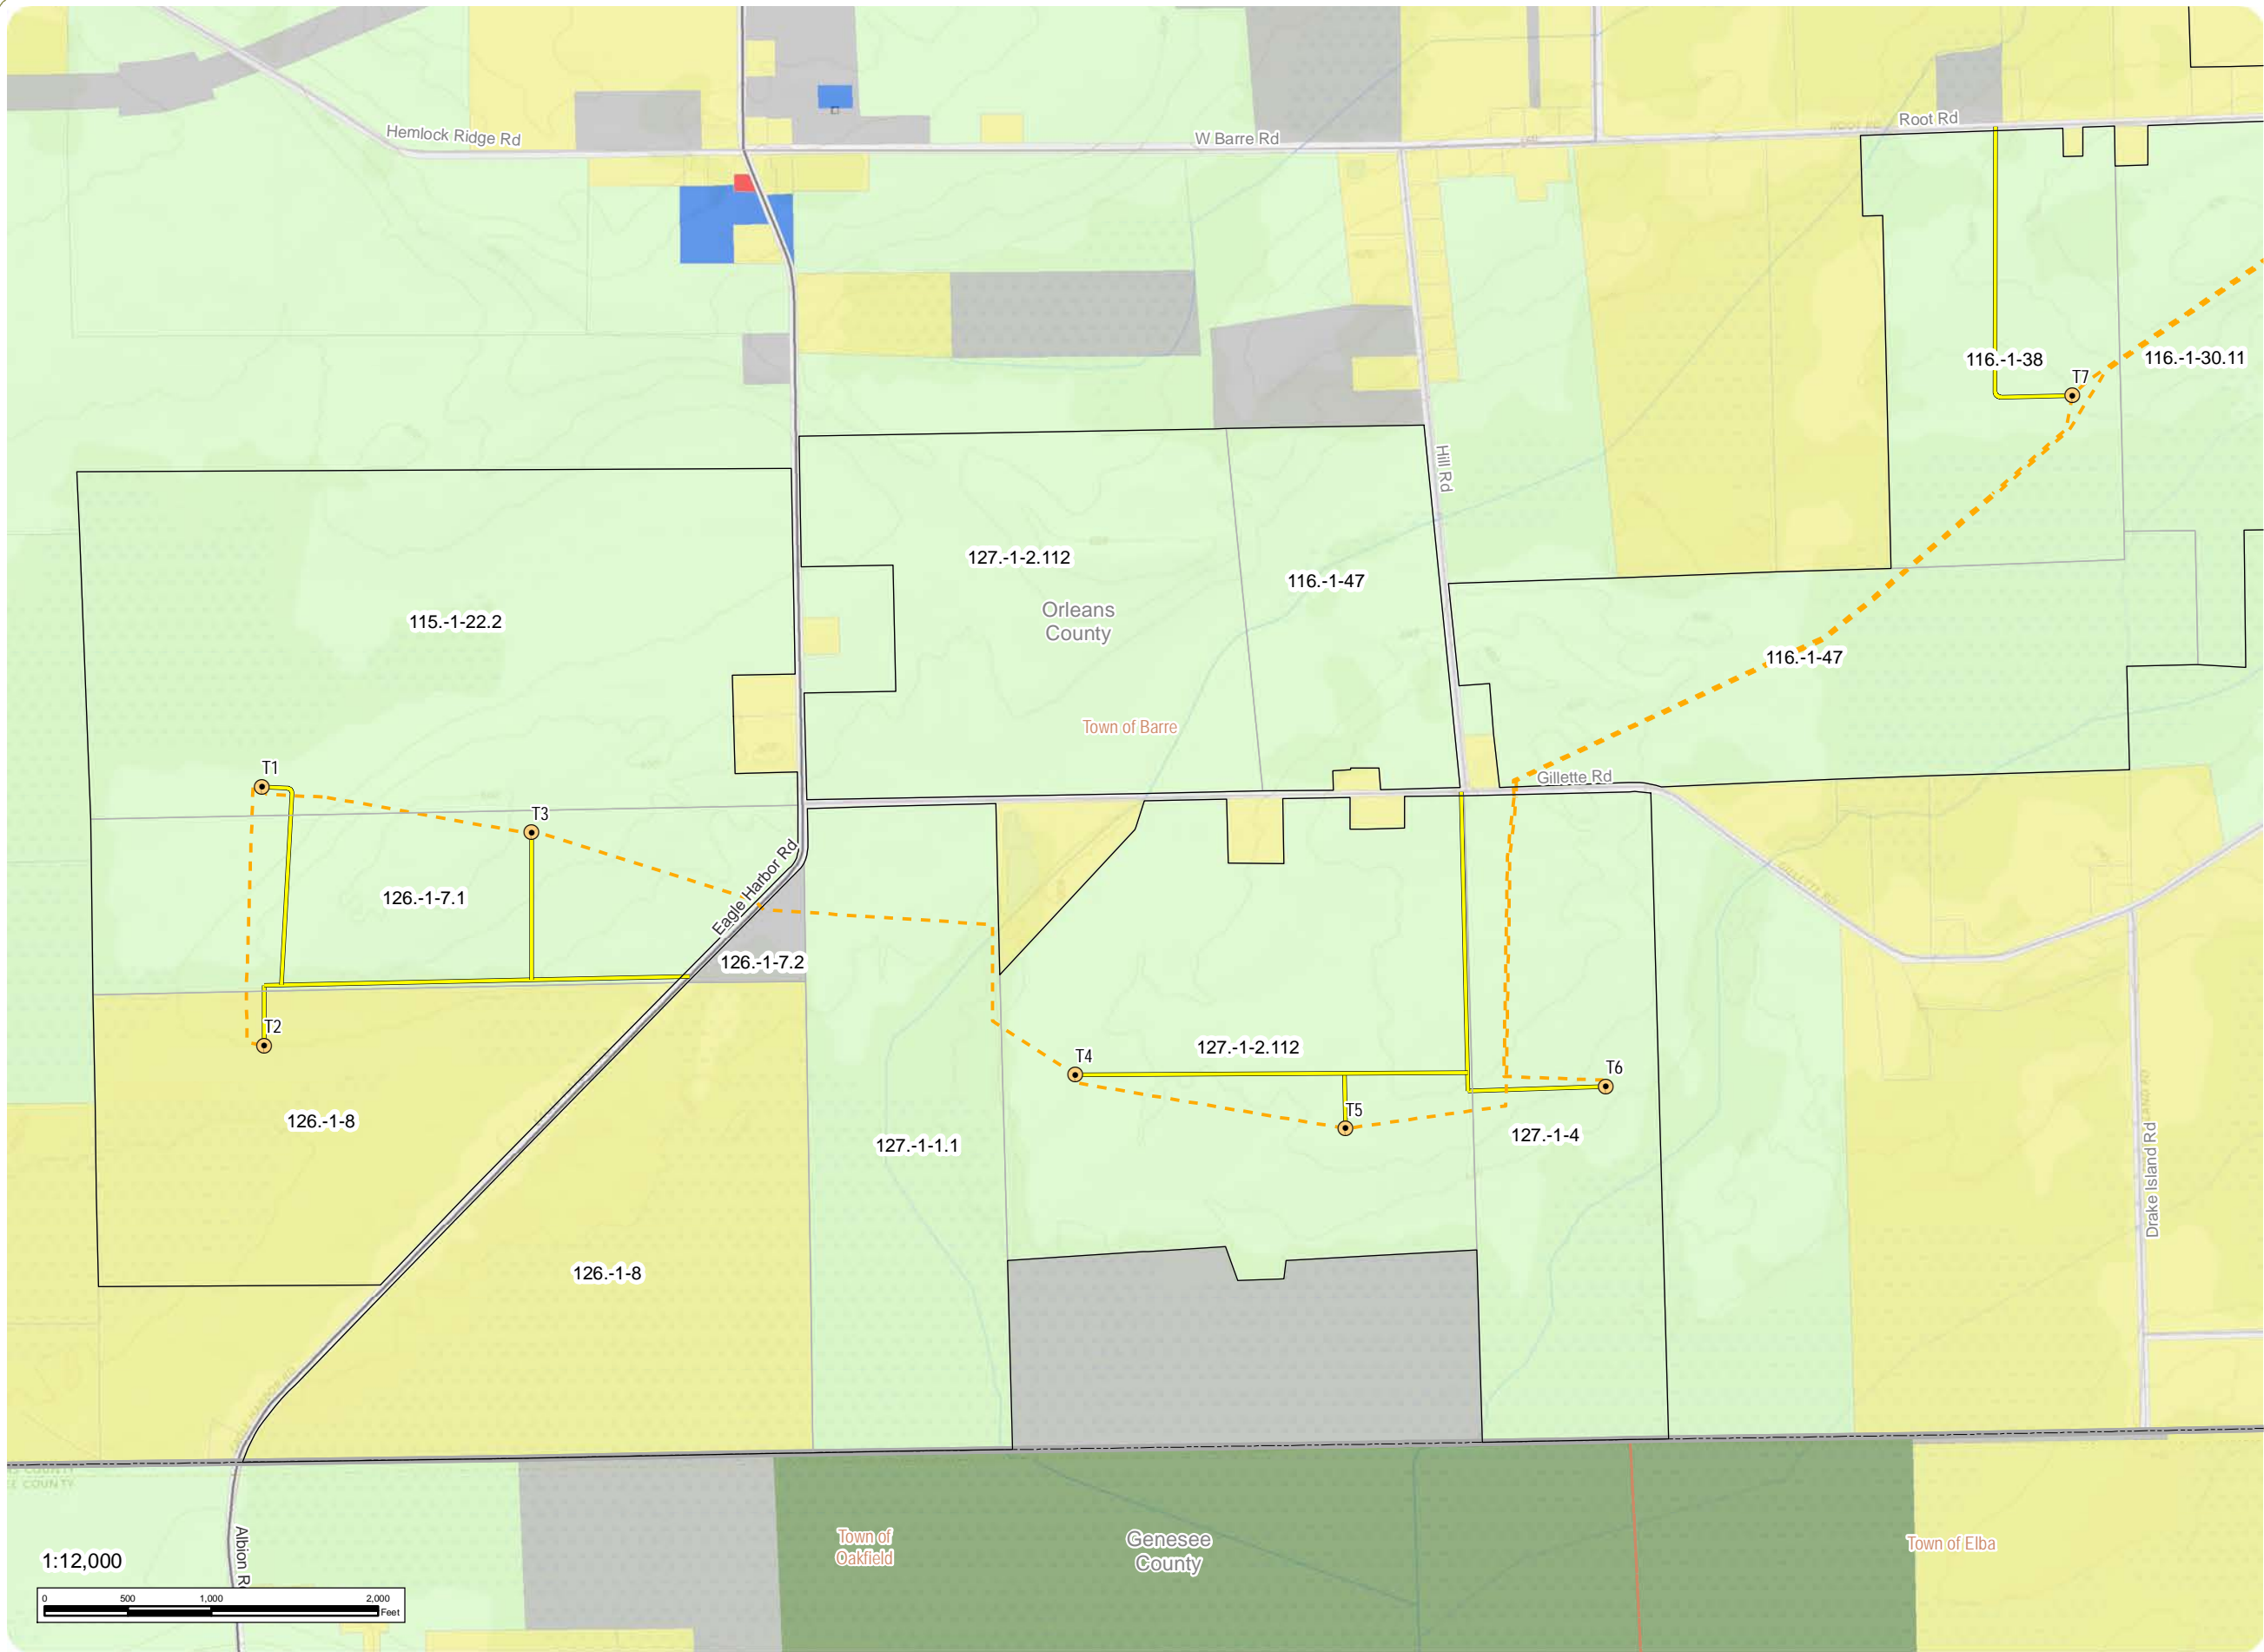 Hemlock Ridge Rd
W Barre Rd
ROOT RD
Root Rd
116.-1-38
116.-1-30.11
T7
Hill Rd
127.-1-2.112
116.-1-47
Orleans
County
115.-1-22.2
116.-1-47
Town of Barre
T1
Gillette Rd
T3
Eagle Harbor Rd
GILLETTE RD
126.-1-7.1
126.-1-7.2
T2
T4
127.-1-2.112
T6
T5
126.-1-8
127.-1-1.1
127.-1-4
Drake Island Rd
126.-1-8
Albion R
Town of
Oakfield
Genesee
County
Town of Elba
1:12,000
0 500 1,000 2,000
Feet